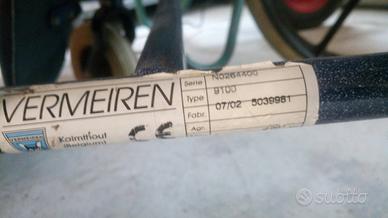 VERMEIREN
Kalmthout
(Belgium)
CE
Serie N0264400
Type 9100
Fabr. 07/02 5039981
Agr.
subito